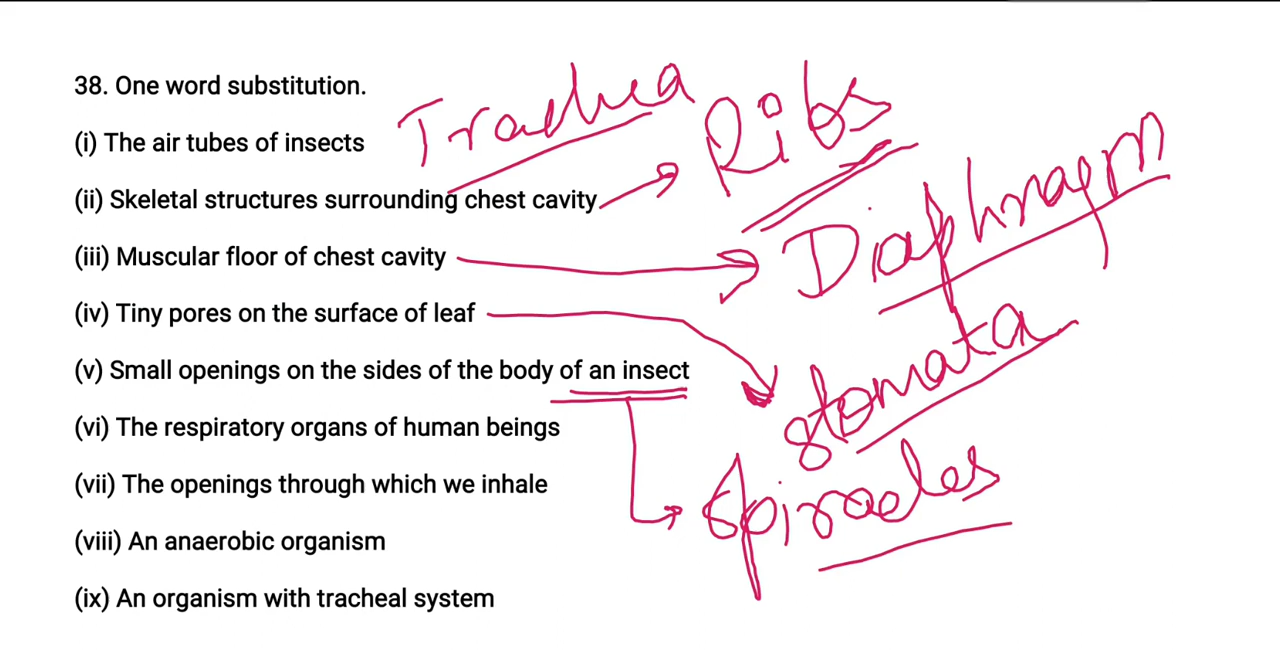 38. One word substitution.
(i) The air tubes of insects Trachea
(ii) Skeletal structures surrounding chest cavity Ribs
(iii) Muscular floor of chest cavity Diaphragm
(iv) Tiny pores on the surface of leaf stomata
(v) Small openings on the sides of the body of an insect Spiracles
(vi) The respiratory organs of human beings
(vii) The openings through which we inhale
(viii) An anaerobic organism
(ix) An organism with tracheal system